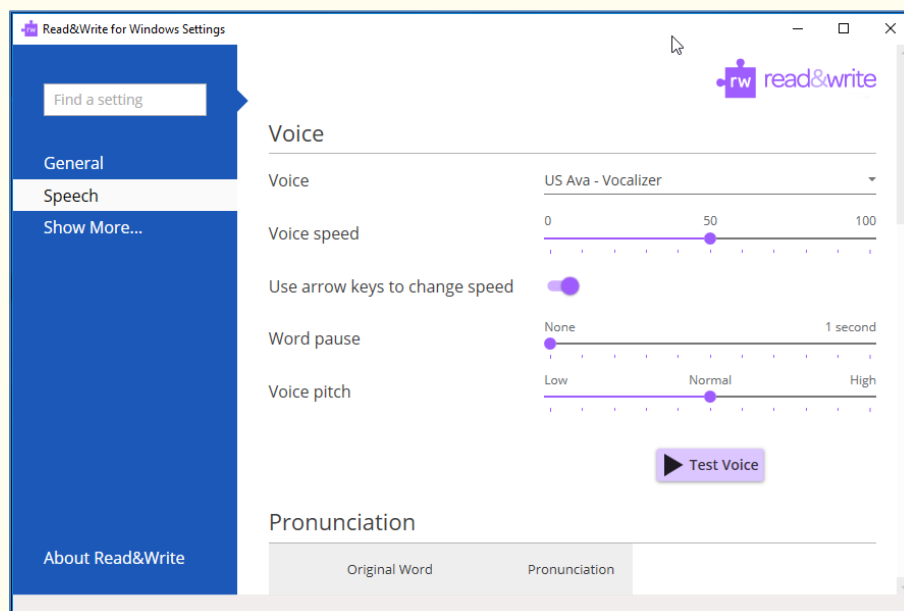 Read&Write for Windows Settings
rw read&write
Find a setting
General
Speech
Show More...
About Read&Write
Voice
Voice US Ava - Vocalizer
0 50 100
Voice speed
Use arrow keys to change speed
None 1 second
Word pause
Low Normal High
Voice pitch
Test Voice
Pronunciation
Original Word Pronunciation